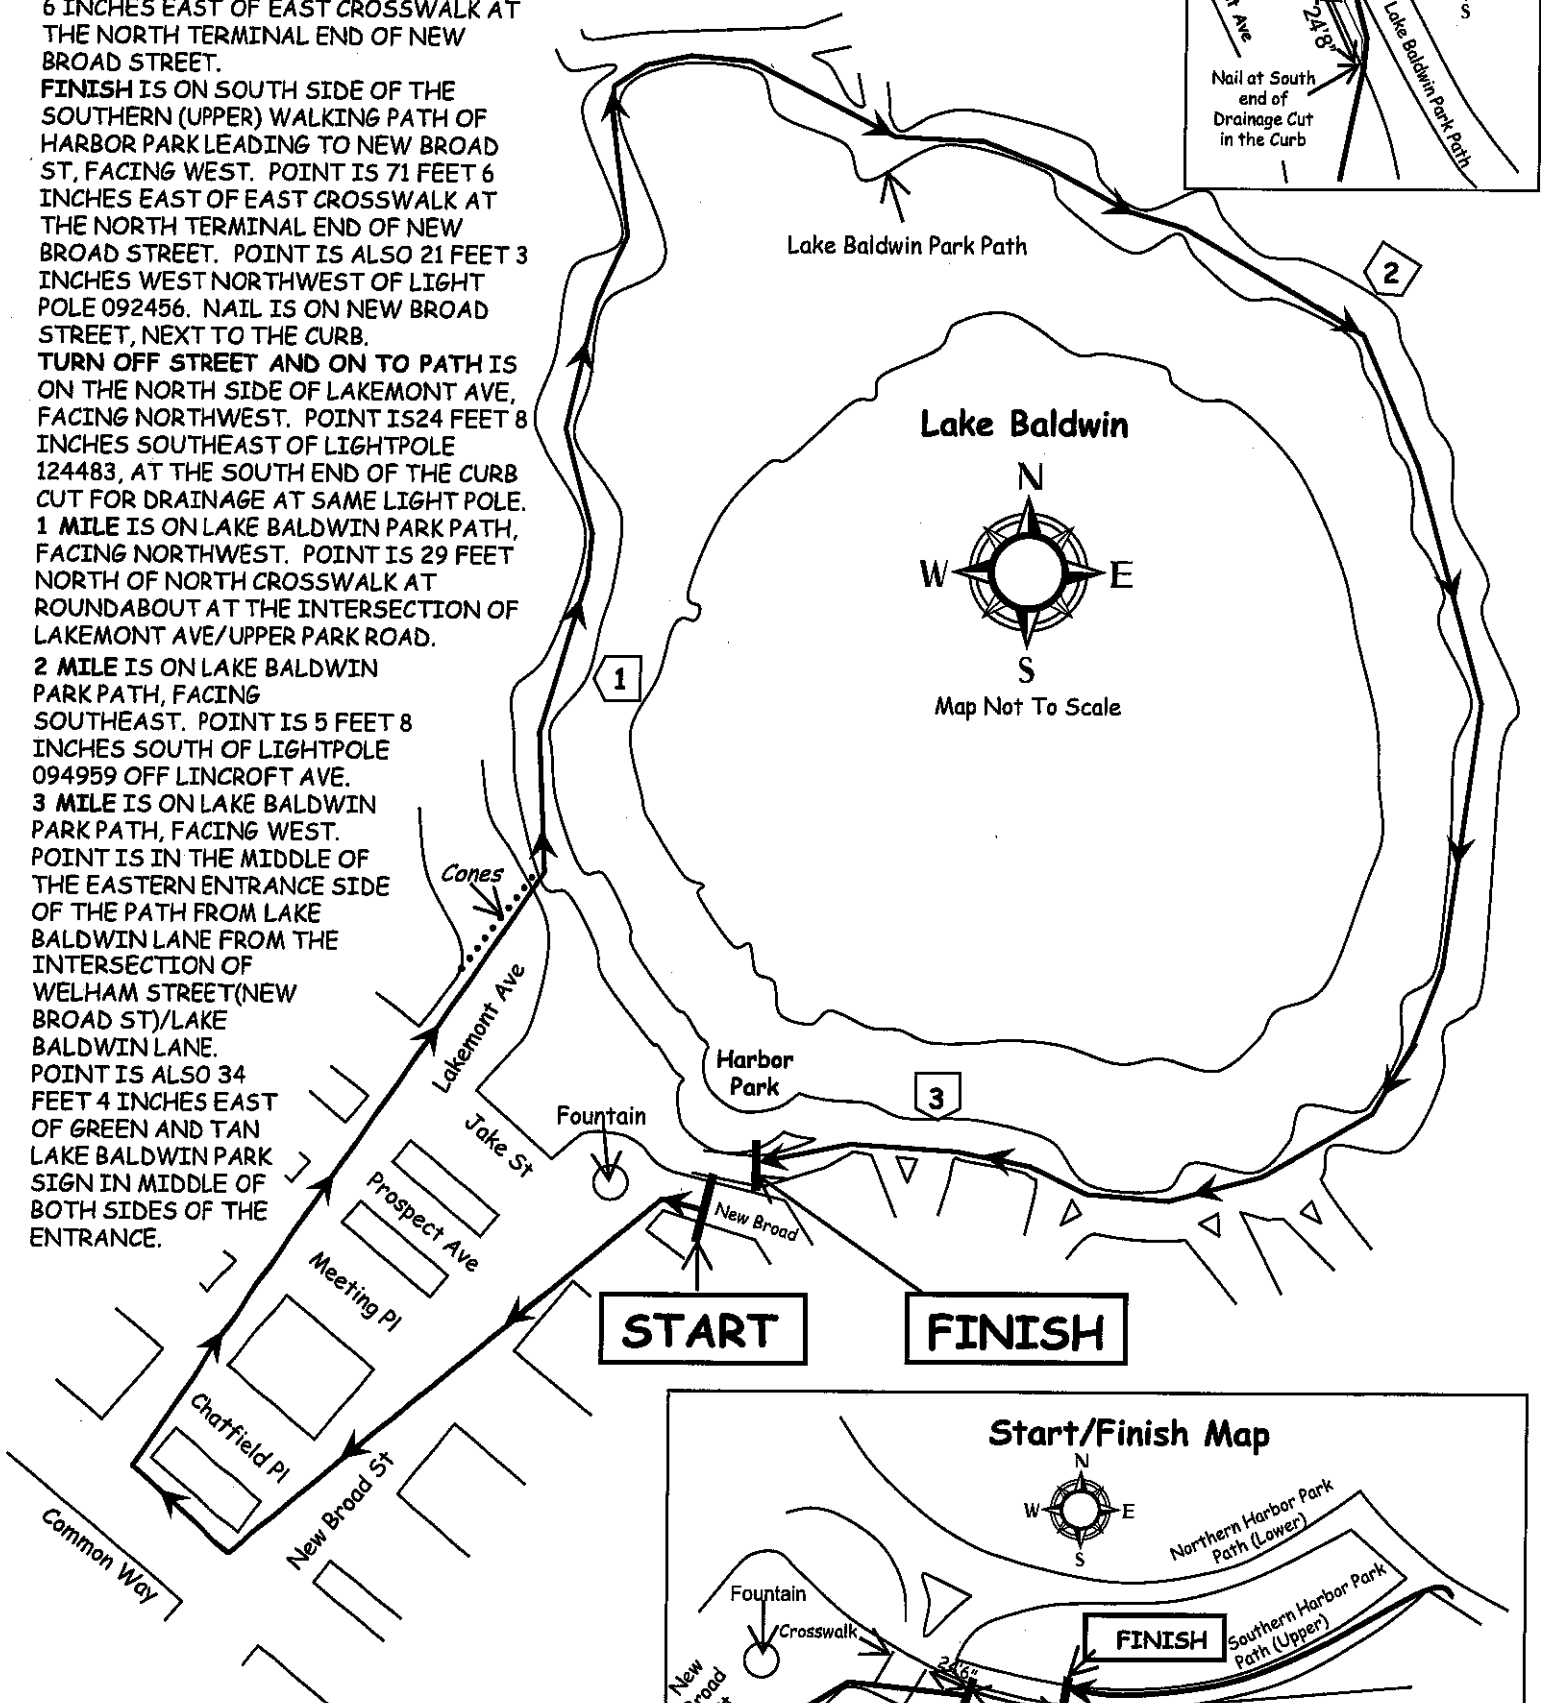 6 INCHES EAST OF EAST CROSSWALK AT
THE NORTH TERMINAL END OF NEW
BROAD STREET.
FINISH IS ON SOUTH SIDE OF THE
SOUTHERN (UPPER) WALKING PATH OF
HARBOR PARK LEADING TO NEW BROAD
ST, FACING WEST. POINT IS 71 FEET 6
INCHES EAST OF EAST CROSSWALK AT
THE NORTH TERMINAL END OF NEW
BROAD STREET. POINT IS ALSO 21 FEET 3
INCHES WEST NORTHWEST OF LIGHT
POLE 092456. NAIL IS ON NEW BROAD
STREET, NEXT TO THE CURB.
TURN OFF STREET AND ON TO PATH IS
ON THE NORTH SIDE OF LAKEMONT AVE,
FACING NORTHWEST. POINT IS24 FEET 8
INCHES SOUTHEAST OF LIGHTPOLE
124483, AT THE SOUTH END OF THE CURB
CUT FOR DRAINAGE AT SAME LIGHT POLE.
1 MILE IS ON LAKE BALDWIN PARK PATH,
FACING NORTHWEST. POINT IS 29 FEET
NORTH OF NORTH CROSSWALK AT
ROUNDABOUT AT THE INTERSECTION OF
LAKEMONT AVE/UPPER PARK ROAD.
2 MILE IS ON LAKE BALDWIN
PARK PATH, FACING
SOUTHEAST. POINT IS 5 FEET 8
INCHES SOUTH OF LIGHTPOLE
094959 OFF LINCROFT AVE.
3 MILE IS ON LAKE BALDWIN
PARK PATH, FACING WEST.
POINT IS IN THE MIDDLE OF
THE EASTERN ENTRANCE SIDE
OF THE PATH FROM LAKE
BALDWIN LANE FROM THE
INTERSECTION OF
WELHAM STREET(NEW
BROAD ST)/LAKE
BALDWIN LANE.
POINT IS ALSO 34
FEET 4 INCHES EAST
OF GREEN AND TAN
LAKE BALDWIN PARK
SIGN IN MIDDLE OF
BOTH SIDES OF THE
ENTRANCE.
Ave
24'8"
Lake Baldwin Park Path
S
Nail at South
end of
Drainage Cut
in the Curb
Lake Baldwin Park Path
2
Lake Baldwin
N
W
E
S
Map Not To Scale
1
Cones
Lakemont Ave
Harbor
Park
3
Fountain
Jake St
Prospect Ave
New Broad
Meeting Pl
START
FINISH
Chatfield Pl
New Broad St
Common Way
Start/Finish Map
N
W
E
S
Northern Harbor Park
Path (Lower)
Fountain
Crosswalk
FINISH
Southern Harbor Park
Path (Upper)
24'6"
New